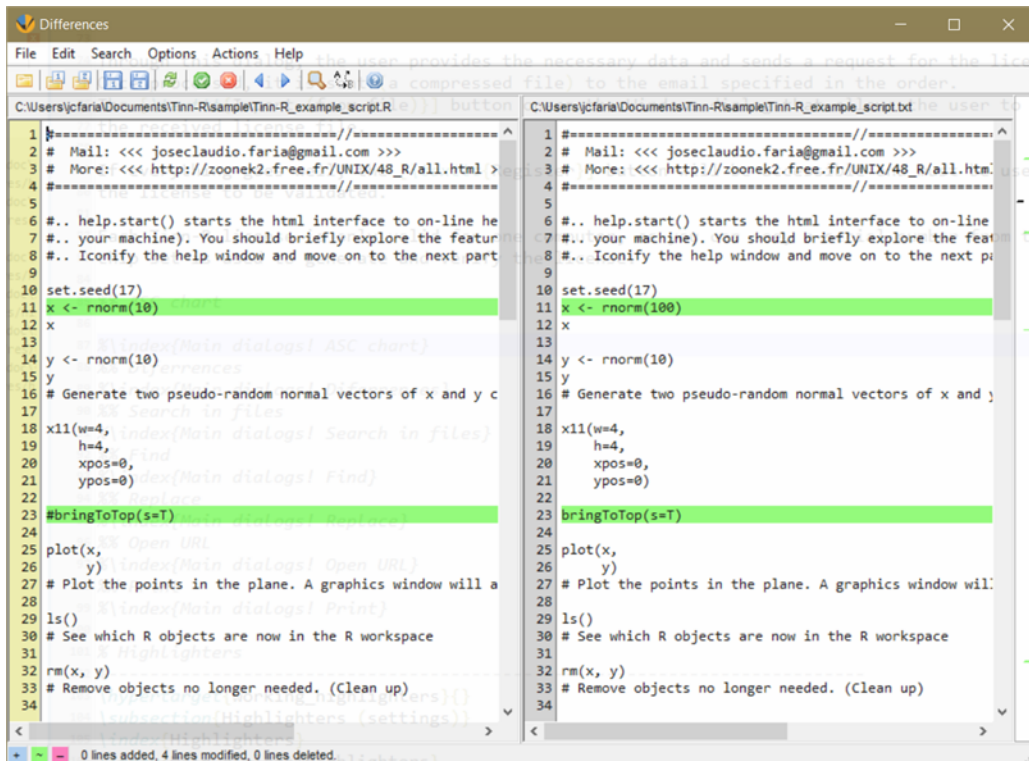 Differences
File Edit Search Options Actions Help
C:\Users\jcfaria\Documents\Tinn-R\sample\Tinn-R_example_script.R
1 #====================================//==================
2 # Mail: <<< joseclaudio.faria@gmail.com >>>
3 # More: <<< http://zoonek2.free.fr/UNIX/48_R/all.html >
4 #====================================//==================
5
6 #.. help.start() starts the html interface to on-line he
7 #.. your machine). You should briefly explore the featur
8 #.. Iconify the help window and move on to the next part
9
10 set.seed(17)
11 x <- rnorm(10)
12 x
13
14 y <- rnorm(10)
15 y
16 # Generate two pseudo-random normal vectors of x and y c
17
18 x11(w=4,
19 h=4,
20 xpos=0,
21 ypos=0)
22
23 #bringToTop(s=T)
24
25 plot(x,
26 y)
27 # Plot the points in the plane. A graphics window will a
28
29 ls()
30 # See which R objects are now in the R workspace
31
32 rm(x, y)
33 # Remove objects no longer needed. (Clean up)
34
C:\Users\jcfaria\Documents\Tinn-R\sample\Tinn-R_example_script.txt
1 #====================================//================
2 # Mail: <<< joseclaudio.faria@gmail.com >>>
3 # More: <<< http://zoonek2.free.fr/UNIX/48_R/all.html
4 #====================================//================
5
6 #.. help.start() starts the html interface to on-line
7 #.. your machine). You should briefly explore the feat
8 #.. Iconify the help window and move on to the next pa
9
10 set.seed(17)
11 x <- rnorm(100)
12 x
13
14 y <- rnorm(10)
15 y
16 # Generate two pseudo-random normal vectors of x and y
17
18 x11(w=4,
19 h=4,
20 xpos=0,
21 ypos=0)
22
23 bringToTop(s=T)
24
25 plot(x,
26 y)
27 # Plot the points in the plane. A graphics window wil
28
29 ls()
30 # See which R objects are now in the R workspace
31
32 rm(x, y)
33 # Remove objects no longer needed. (Clean up)
34
+ ~ - 0 lines added, 4 lines modified, 0 lines deleted.